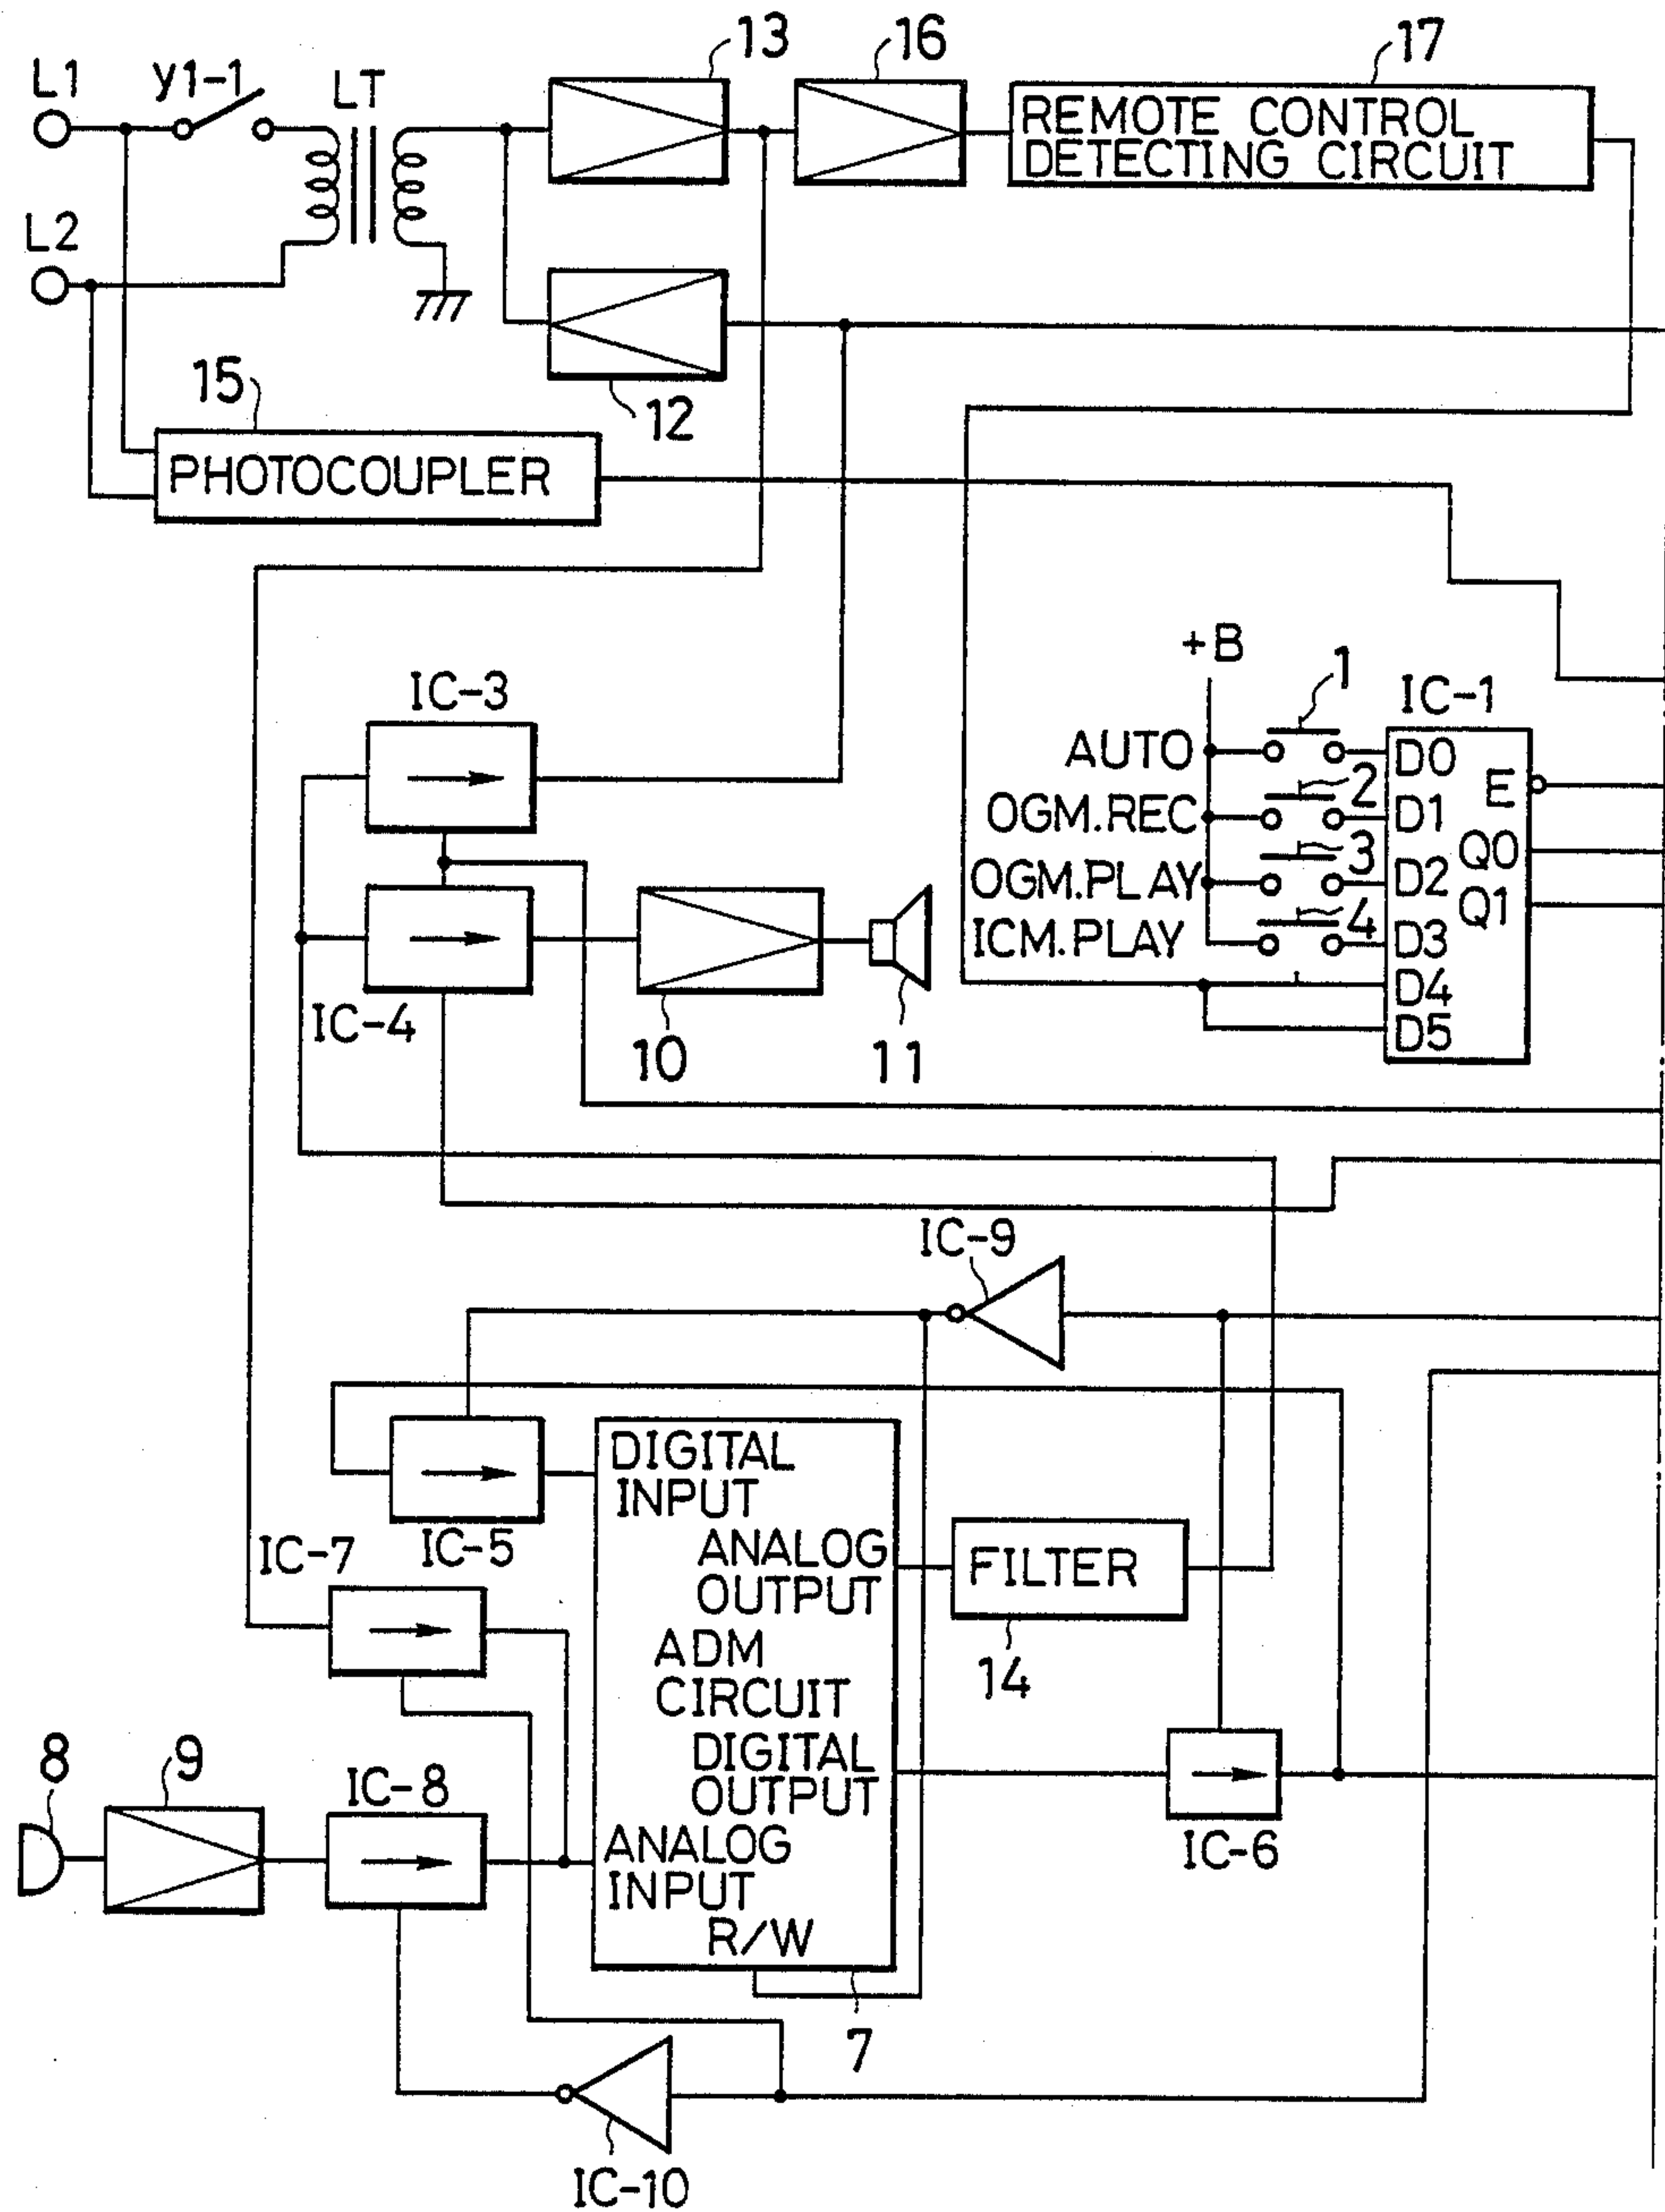 13
16
17
L1
y1-1
LT
REMOTE CONTROL
DETECTING CIRCUIT
L2
15
12
PHOTOCOUPLER
+B
1
IC-3
IC-1
AUTO
D0
E
2
OGM.REC
D1
3
Q0
OGM.PLAY
D2
Q1
4
ICM.PLAY
D3
D4
IC-4
D5
10
11
IC-9
DIGITAL
INPUT
IC-7
IC-5
ANALOG
OUTPUT
FILTER
ADM
CIRCUIT
14
8
9
IC-8
DIGITAL
OUTPUT
ANALOG
INPUT
IC-6
R/W
7
IC-10